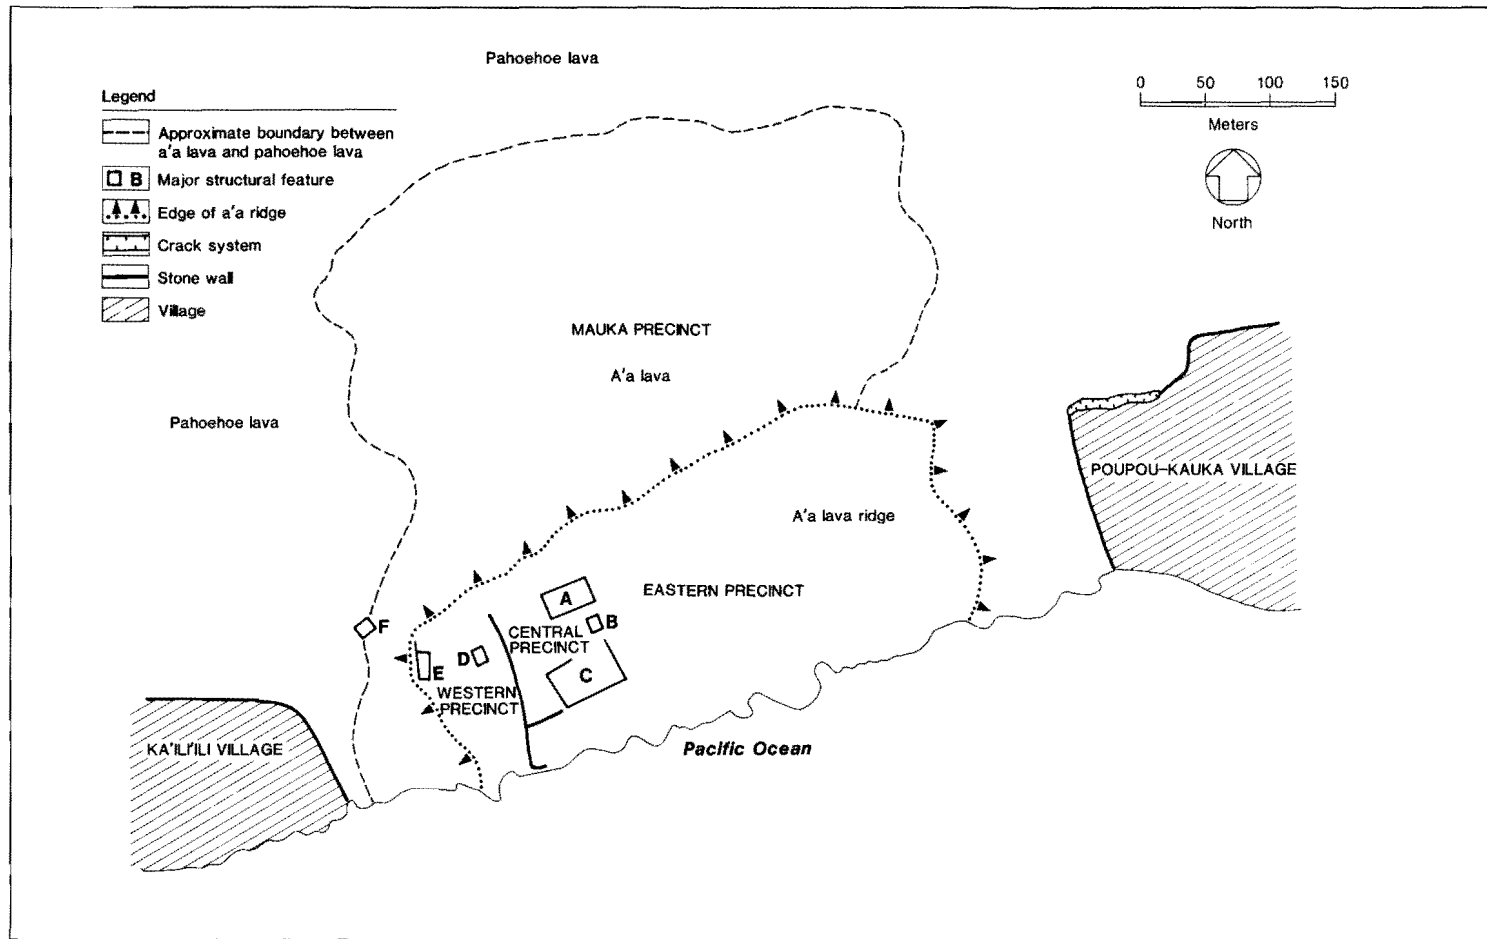 Pahoehoe lava
Legend
Approximate boundary between
a'a lava and pahoehoe lava
B Major structural feature
Edge of a'a ridge
Crack system
Stone wall
Village
0 50 100 150
Meters
North
MAUKA PRECINCT
A'a lava
Pahoehoe lava
POUPOU-KAUKA VILLAGE
A'a lava ridge
EASTERN PRECINCT
A
B
CENTRAL
PRECINCT
F
D
E
C
WESTERN
PRECINCT
KA'ILI'ILI VILLAGE
Pacific Ocean